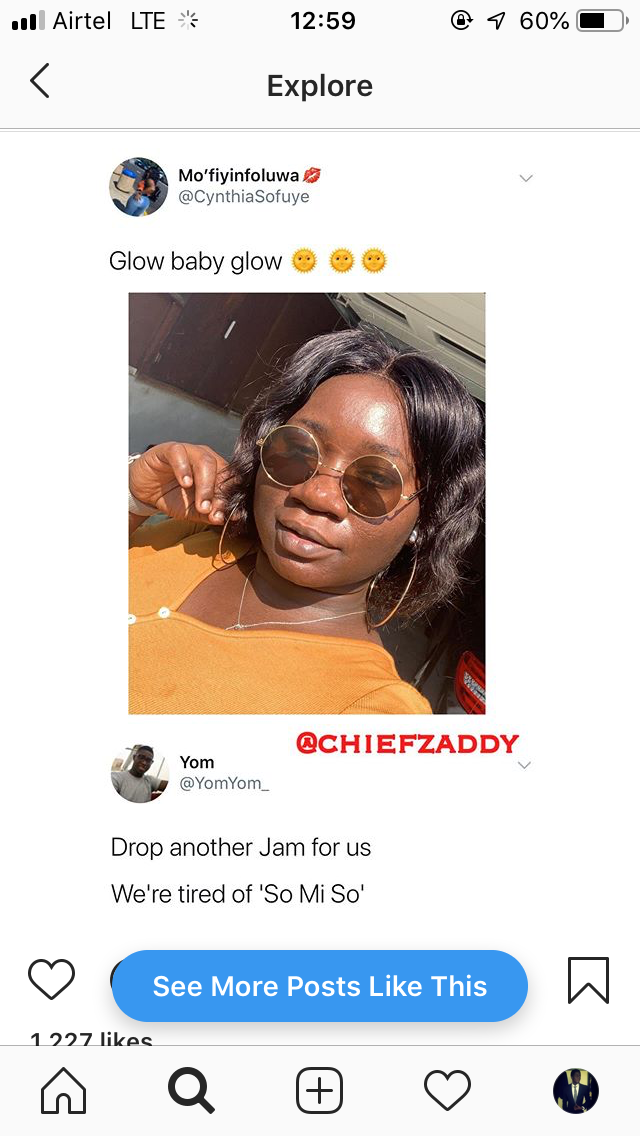 Airtel LTE 12:59 60%
Explore
Mo'fiyinfoluwa💋
@CynthiaSofuye
Glow baby glow 🌞 🌞🌞
@CHIEFZADDY
Yom
@YomYom_
Drop another Jam for us
We're tired of 'So Mi So'
See More Posts Like This
1,227 likes